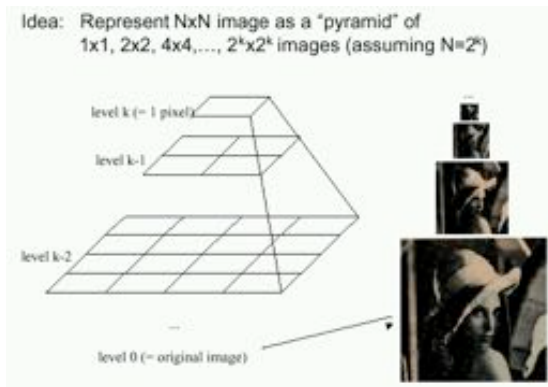 Idea: Represent NxN image as a "pyramid" of
1x1, 2x2, 4x4,..., 2ᵏx2ᵏ images (assuming N=2ᵏ)
level k (= 1 pixel)
level k-1
level k-2
...
level 0 (= original image)
...